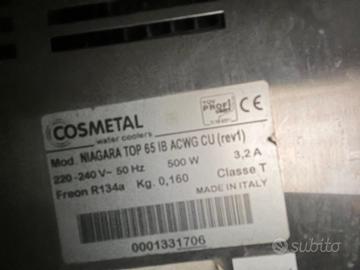 COSMETAL
water coolers
Mod. NIAGARA TOP 65 IB ACWG CU (rev1)
220-240 V~ 50 Hz 500 W 3,2 A
Freon R134a Kg. 0,160 Classe T
MADE IN ITALY
0001331706
PROFI
CE
subito